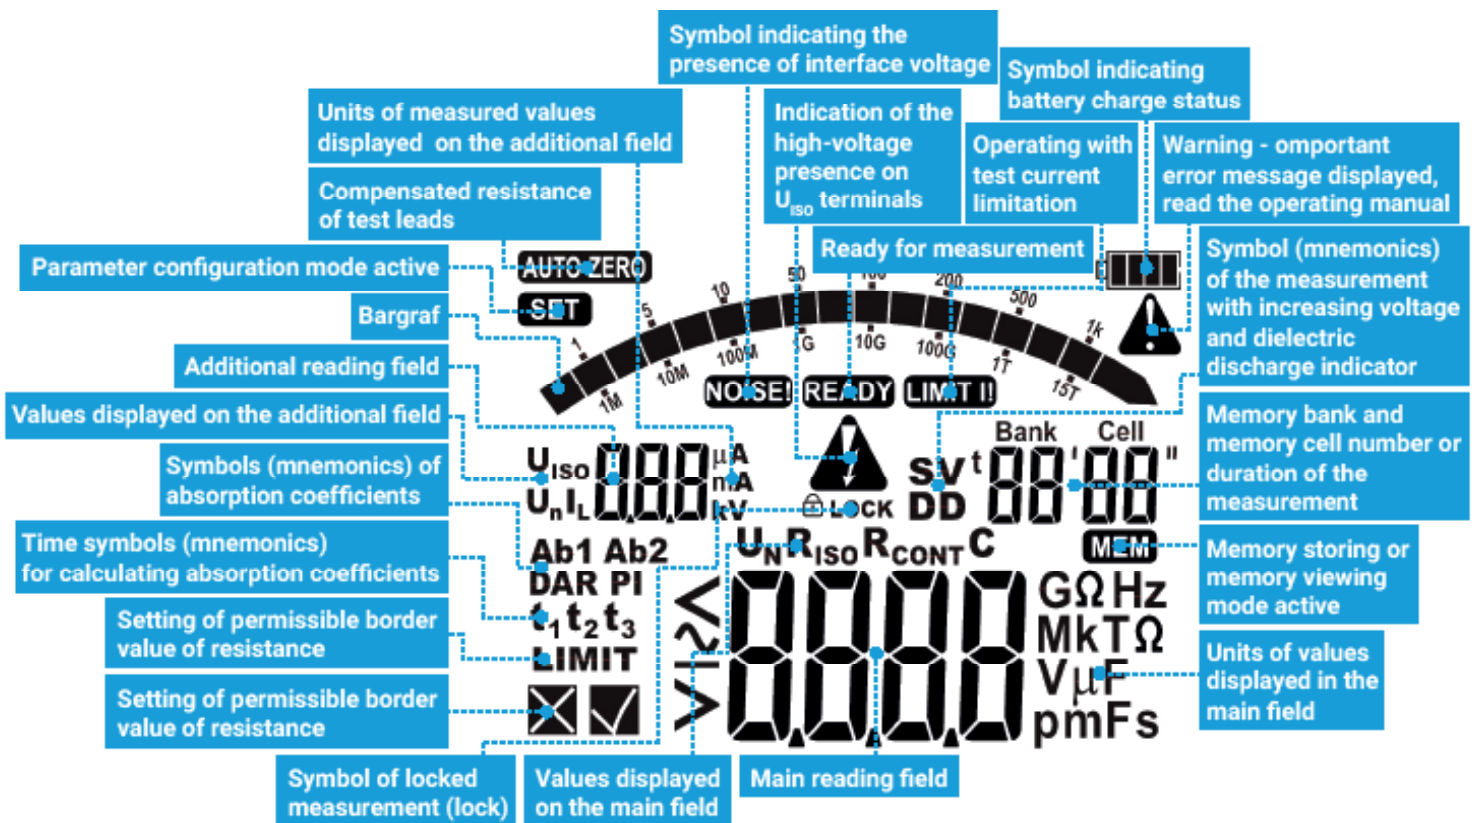 Symbol indicating the
presence of interface voltage
Symbol indicating
battery charge status
Units of measured values
displayed on the additional field
Indication of the
high-voltage
presence on
UISO terminals
Operating with
test current
limitation
Warning - omportant
error message displayed,
read the operating manual
Compensated resistance
of test leads
Ready for measurement
Symbol (mnemonics)
of the measurement
with increasing voltage
and dielectric
discharge indicator
Parameter configuration mode active
AUTO-ZERO
SET
Bargraf
1 5 10 50 100 200 500 1k
1M 10M 100M 1G 10G 100G 1T 15T
Additional reading field
NOISE! READY LIMIT I!
Values displayed on the additional field
Memory bank and
memory cell number or
duration of the
measurement
Bank Cell
UISO 8.8.8 µA
mA
UnIL kV
SV t 88'88"
DD
LOCK
Symbols (mnemonics) of
absorption coefficients
Time symbols (mnemonics)
for calculating absorption coefficients
Ab1 Ab2
DAR PI
t1 t2 t3
LIMIT
UN RISO RCONT C
MEM
Memory storing or
memory viewing
mode active
Setting of permissible border
value of resistance
< ≈ | > 8.8.8.8
GΩ Hz
MkTΩ
VµF
pmFs
Units of values
displayed in the
main field
Setting of permissible border
value of resistance
Symbol of locked
measurement (lock)
Values displayed
on the main field
Main reading field